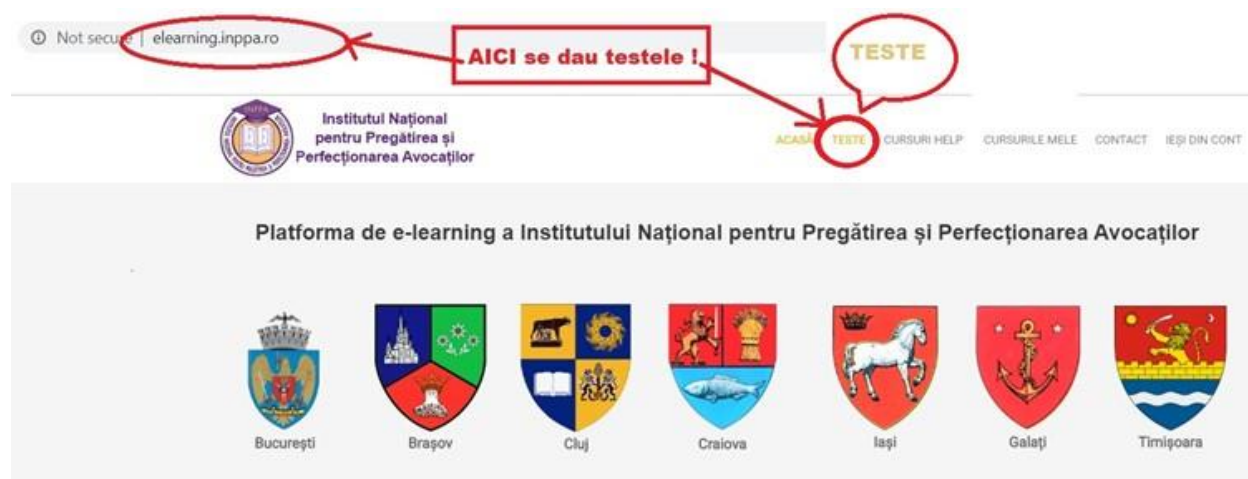 Not secure | elearning.inppa.ro
AICI se dau testele !
TESTE
Institutul Național
pentru Pregătirea și
Perfecționarea Avocaților
ACASĂ TESTE CURSURI HELP CURSURILE MELE CONTACT IEȘI DIN CONT
Platforma de e-learning a Institutului Național pentru Pregătirea și Perfecționarea Avocaților
București Brașov Cluj Craiova Iași Galați Timișoara